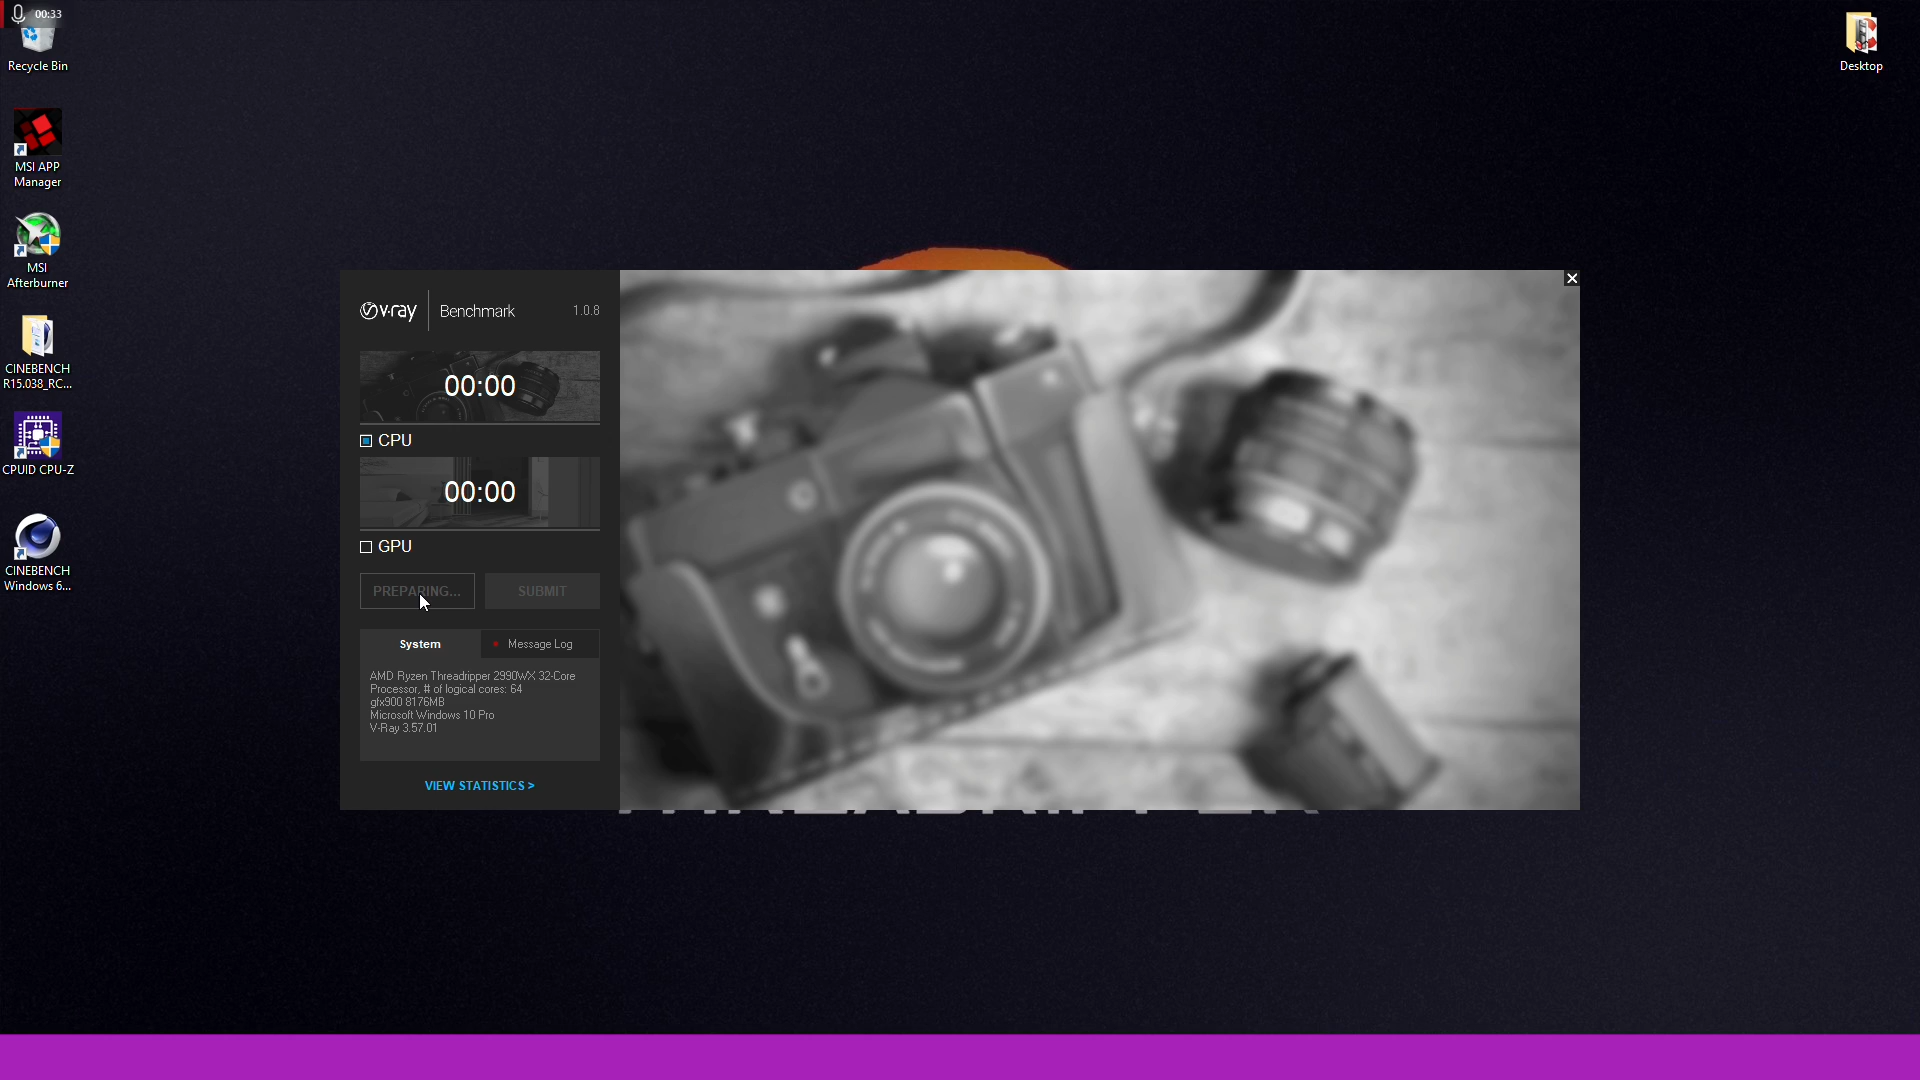 00:33
Recycle Bin
MSI APP
Manager
MSI
Afterburner
CINEBENCH
R15.038_RC...
CPUID CPU-Z
CINEBENCH
Windows 6...
Desktop
v·ray
Benchmark
1.0.8
00:00
CPU
00:00
GPU
PREPARING...
SUBMIT
System
Message Log
AMD Ryzen Threadripper 2990WX 32-Core
Processor, # of logical cores: 64
gfx900 8176MB
Microsoft Windows 10 Pro
V-Ray 3.57.01
VIEW STATISTICS >